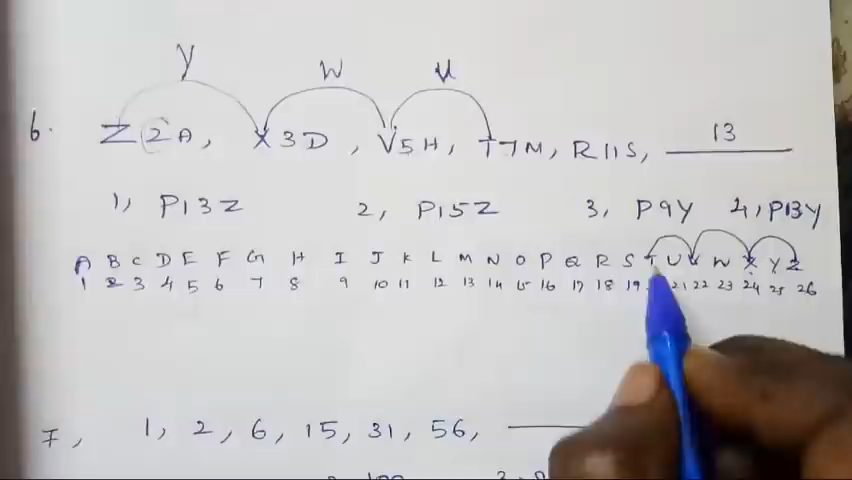 Y W U
6. Z2A, X3D, V5H, T7M, R11S, 13
1, P13Z 2, P15Z 3, P9Y 4, P13Y
A B C D E F G H I J K L M N O P Q R S T U V W X Y Z
1 2 3 4 5 6 7 8 9 10 11 12 13 14 15 16 17 18 19 21 22 23 24 25 26
7, 1, 2, 6, 15, 31, 56,